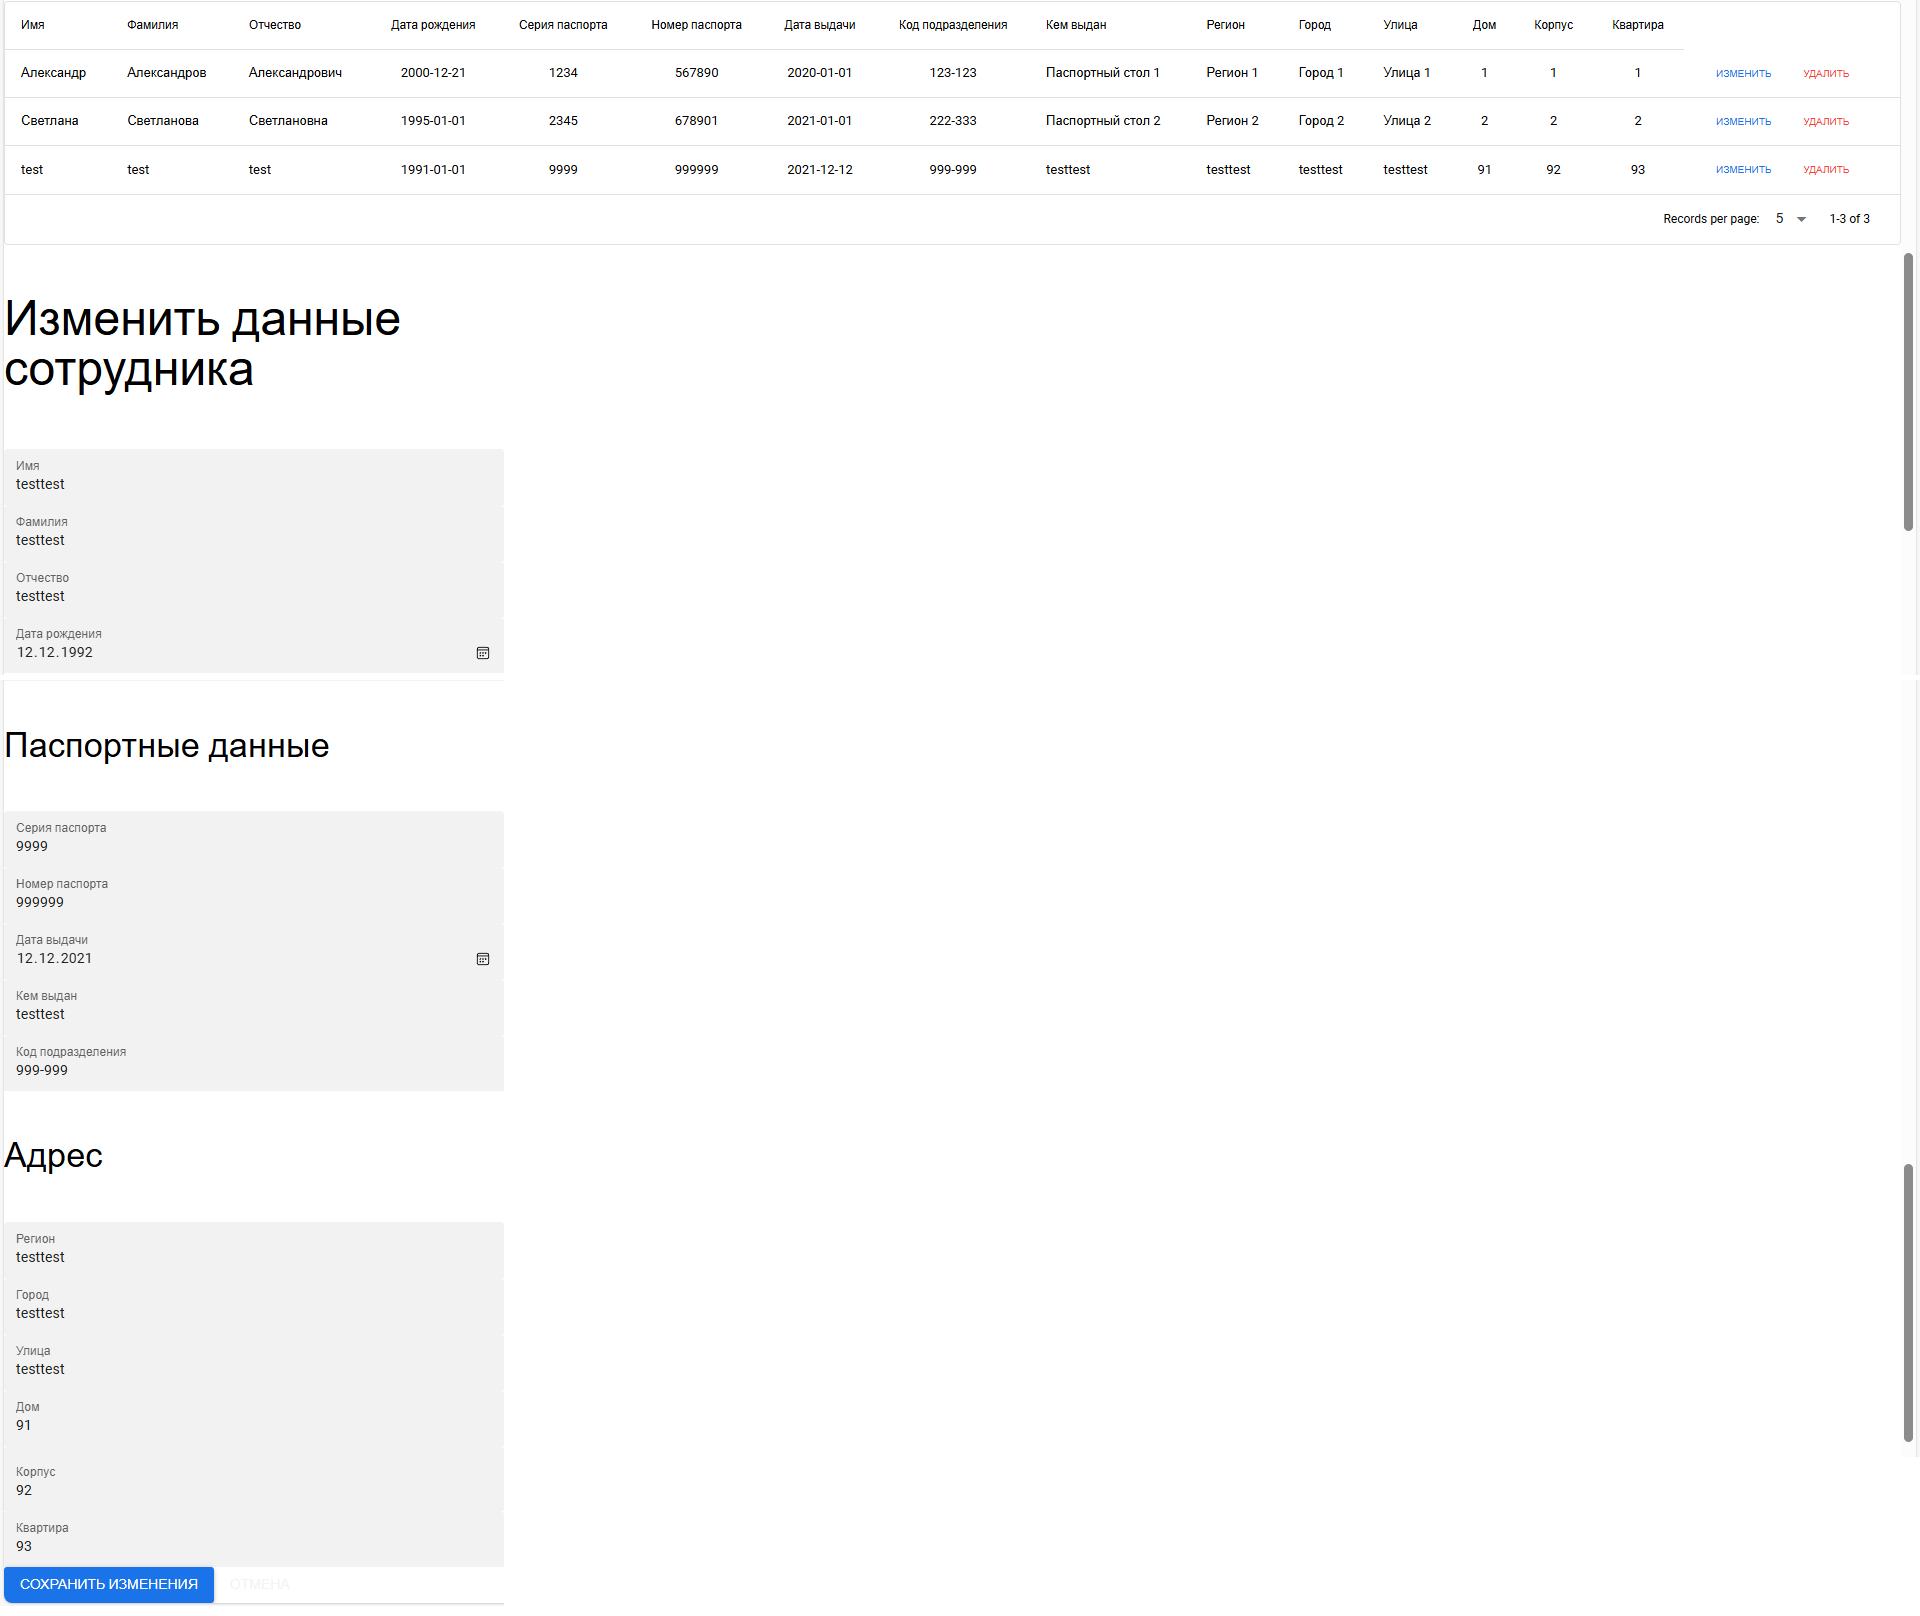 Имя Фамилия Отчество Дата рождения Серия паспорта Номер паспорта Дата выдачи Код подразделения Кем выдан Регион Город Улица Дом Корпус Квартира
Александр Александров Александрович 2000-12-21 1234 567890 2020-01-01 123-123 Паспортный стол 1 Регион 1 Город 1 Улица 1 1 1 1 ИЗМЕНИТЬ УДАЛИТЬ
Светлана Светланова Светлановна 1995-01-01 2345 678901 2021-01-01 222-333 Паспортный стол 2 Регион 2 Город 2 Улица 2 2 2 2 ИЗМЕНИТЬ УДАЛИТЬ
test test test 1991-01-01 9999 999999 2021-12-12 999-999 testtest testtest testtest testtest 91 92 93 ИЗМЕНИТЬ УДАЛИТЬ
Records per page: 5 1-3 of 3
Изменить данные
сотрудника
Имя
testtest
Фамилия
testtest
Отчество
testtest
Дата рождения
12.12.1992
Паспортные данные
Серия паспорта
9999
Номер паспорта
999999
Дата выдачи
12.12.2021
Кем выдан
testtest
Код подразделения
999-999
Адрес
Регион
testtest
Город
testtest
Улица
testtest
Дом
91
Корпус
92
Квартира
93
СОХРАНИТЬ ИЗМЕНЕНИЯ ОТМЕНА